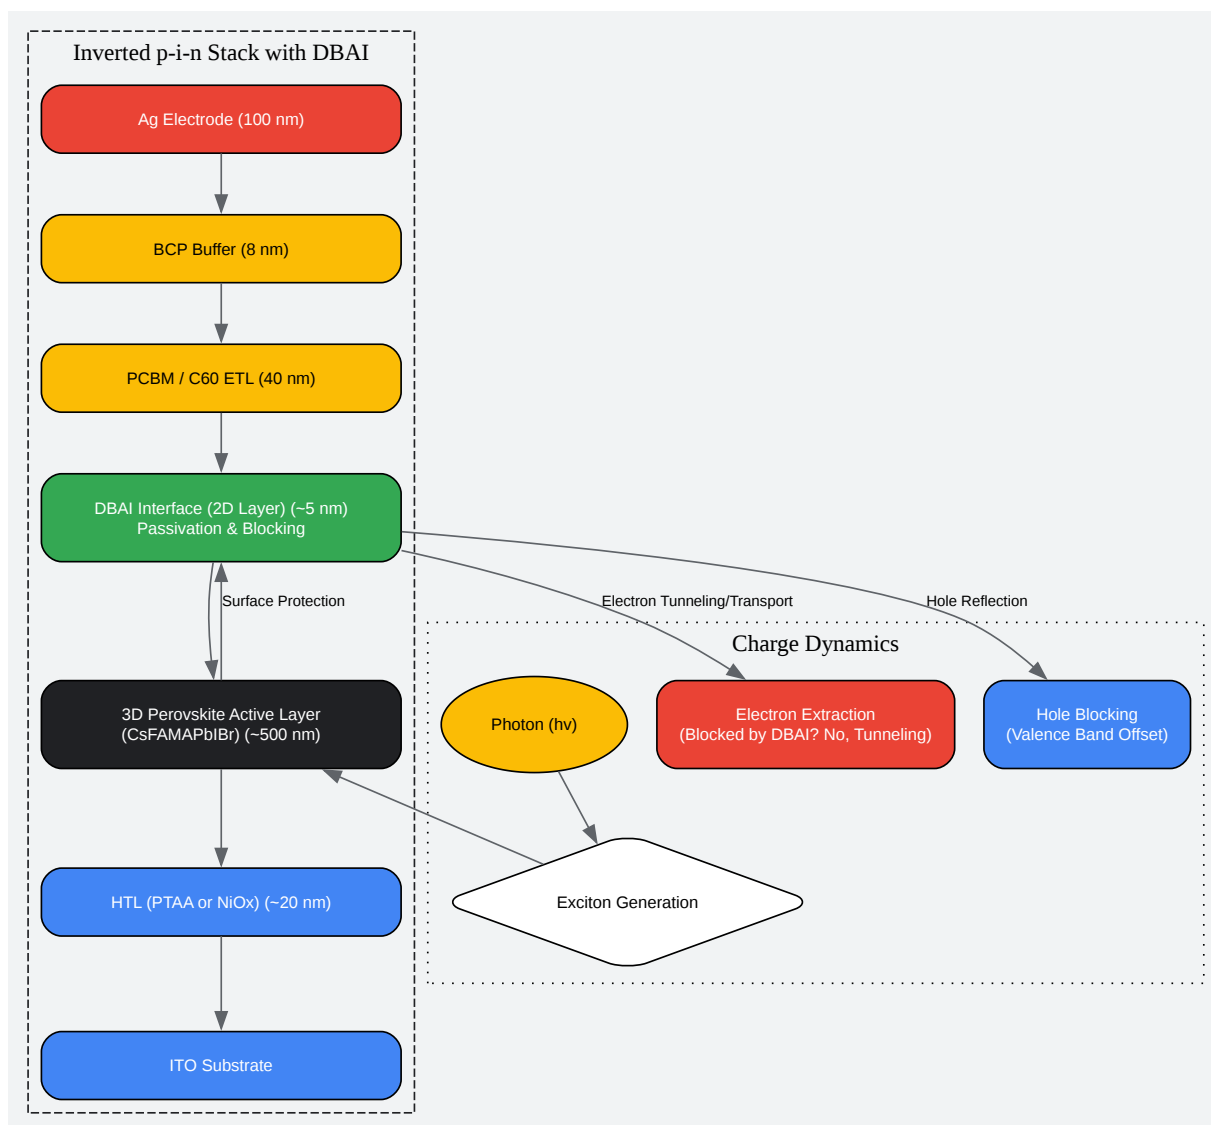 Inverted p-i-n Stack with DBAI
Ag Electrode (100 nm)
BCP Buffer (8 nm)
PCBM / C60 ETL (40 nm)
DBAI Interface (2D Layer) (~5 nm)
Passivation & Blocking
Surface Protection
Electron Tunneling/Transport
Hole Reflection
Charge Dynamics
3D Perovskite Active Layer
(CsFAMAPbIBr) (~500 nm)
Photon (hv)
Electron Extraction
(Blocked by DBAI? No, Tunneling)
Hole Blocking
(Valence Band Offset)
HTL (PTAA or NiOx) (~20 nm)
Exciton Generation
ITO Substrate